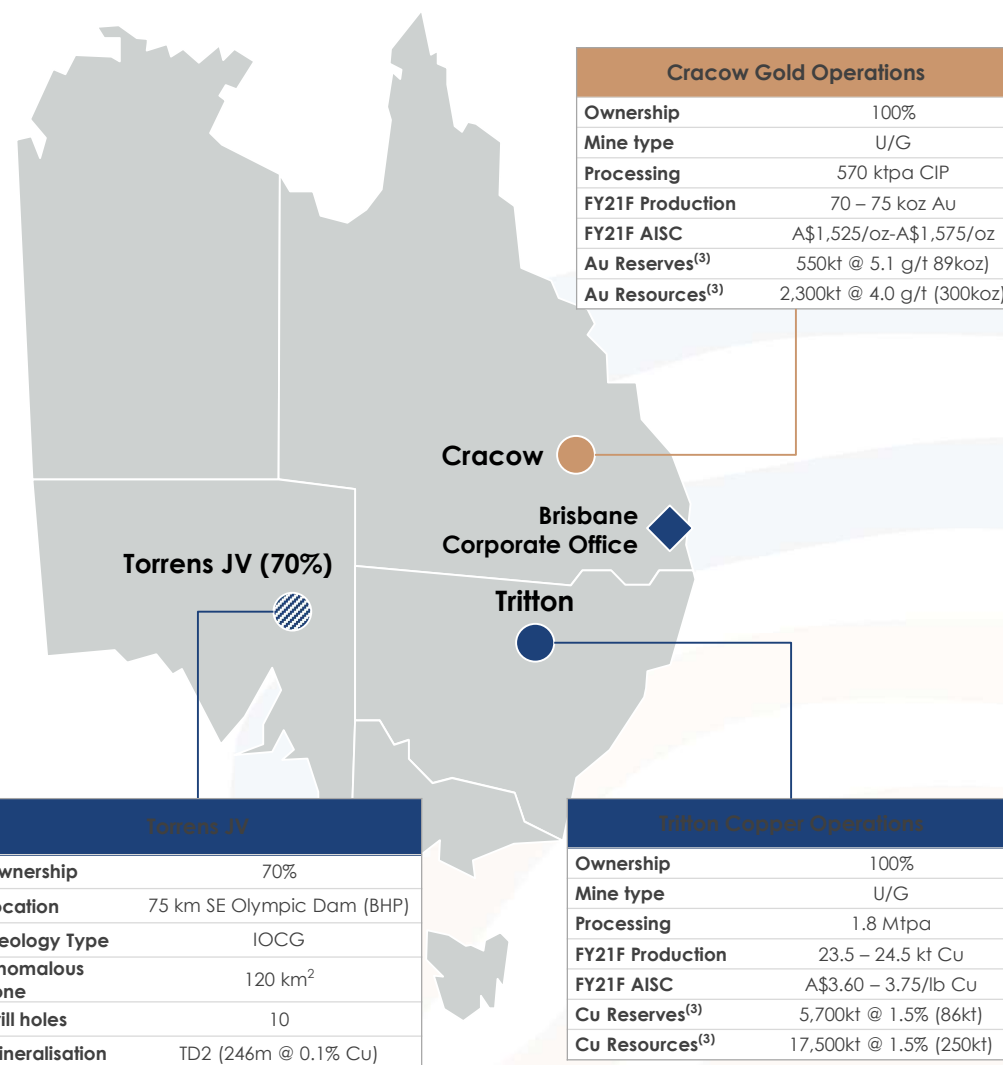 Cracow Gold Operations
Ownership 100%
Mine type U/G
Processing 570 ktpa CIP
FY21F Production 70 – 75 koz Au
FY21F AISC A$1,525/oz-A$1,575/oz
Au Reserves(3) 550kt @ 5.1 g/t 89koz)
Au Resources(3) 2,300kt @ 4.0 g/t (300koz)
Cracow
Brisbane
Corporate Office
Torrens JV (70%)
Tritton
Torrens JV
wnership 70%
ocation 75 km SE Olympic Dam (BHP)
eology Type IOCG
nomalous
one 120 km2
rill holes 10
ineralisation TD2 (246m @ 0.1% Cu)
Tritton Copper Operations
Ownership 100%
Mine type U/G
Processing 1.8 Mtpa
FY21F Production 23.5 – 24.5 kt Cu
FY21F AISC A$3.60 – 3.75/lb Cu
Cu Reserves(3) 5,700kt @ 1.5% (86kt)
Cu Resources(3) 17,500kt @ 1.5% (250kt)